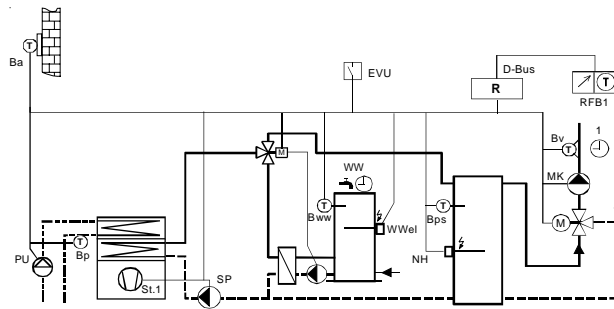 T
Ba
EVU
D-Bus
R
T
RFB1
Bv
T
1
M
WW
MK
T
Bww
WWel
T
Bps
M
T
Bp
PU
NH
St.1
SP